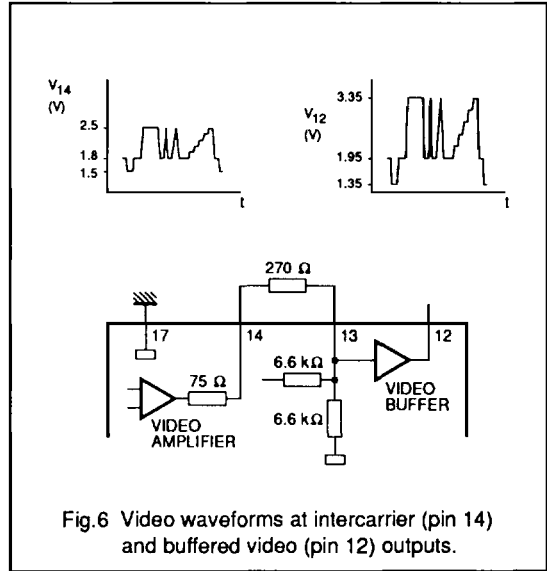 V14
(V)
2.5
1.8
1.5
t
V12
(V)
3.35
1.95
1.35
t
270 Ω
17
14
13
12
6.6 kΩ
75 Ω
VIDEO
AMPLIFIER
6.6 kΩ
VIDEO
BUFFER
Fig.6 Video waveforms at intercarrier (pin 14)
and buffered video (pin 12) outputs.